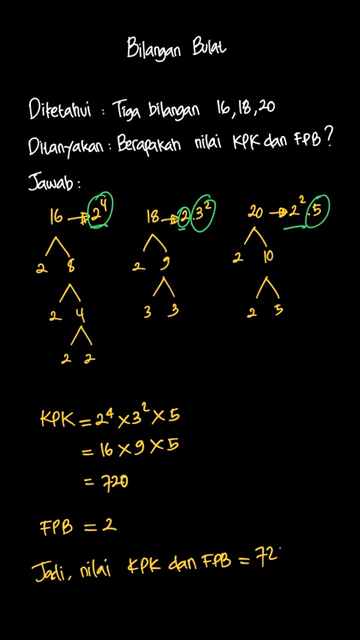 Bilangan Bulat
Diketahui : Tiga bilangan 16, 18, 20
Ditanyakan : Berapakah nilai KPK dan FPB ?
Jawab :
16 → 2⁴ 18 → 2 . 3² 20 → 2² . 5
2 8 2 9 2 10
2 4 3 3 2 5
2 2
KPK = 2⁴ × 3² × 5
= 16 × 9 × 5
= 720
FPB = 2
Jadi, nilai KPK dan FPB = 72